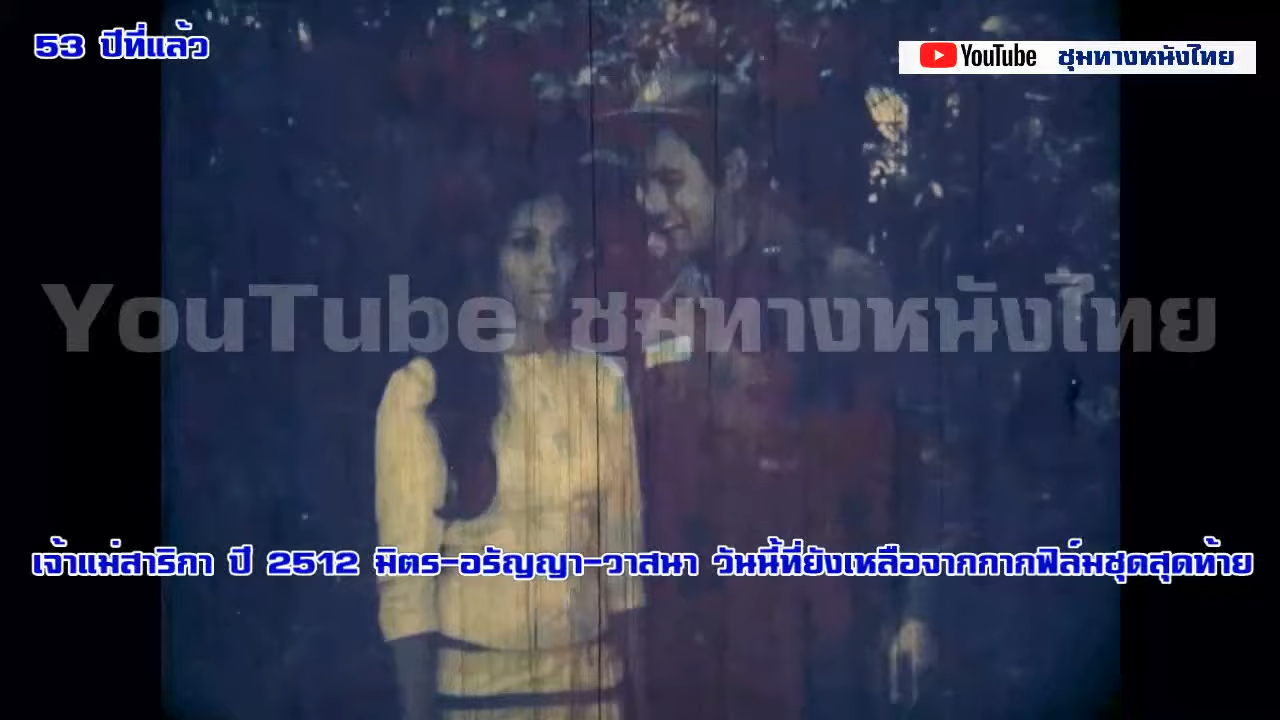 53 ปีที่แล้ว
YouTube ชุมทางหนังไทย
YouTube ชุมทางหนังไทย
เจ้าแม่สาริกา ปี 2512 มิตร-อรัญญา-วาสนา วันนี้ที่ยังเหลือจากกากฟิล์มชุดสุดท้าย